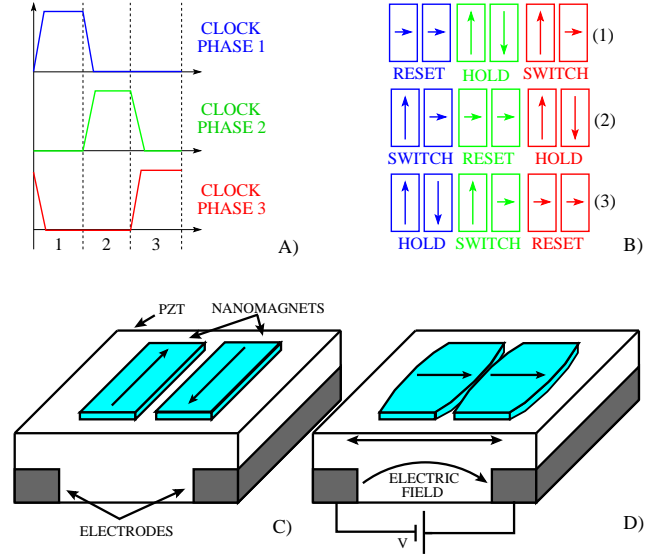 CLOCK
PHASE 1
CLOCK
PHASE 2
CLOCK
PHASE 3
1 2 3
A)
(1)
RESET HOLD SWITCH
(2)
SWITCH RESET HOLD
(3)
HOLD SWITCH RESET
B)
PZT NANOMAGNETS
ELECTRODES
C)
ELECTRIC
FIELD
V
D)